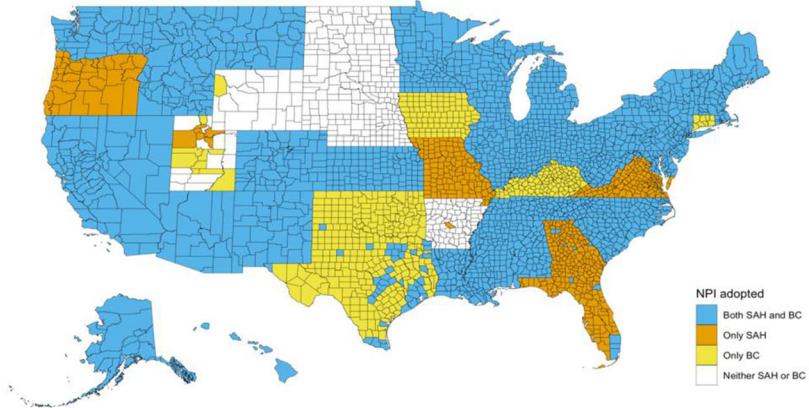 NPI adopted
Both SAH and BC
Only SAH
Only BC
Neither SAH or BC